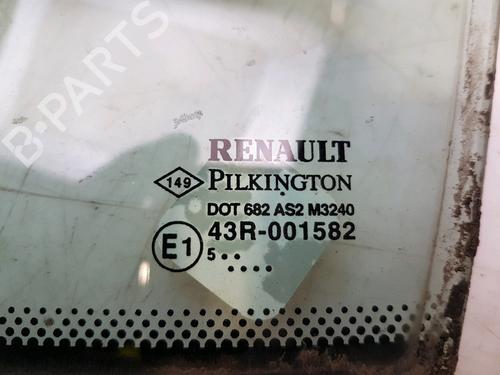 B-PARTS
RENAULT
149 PILKINGTON
DOT 682 AS2 M3240
E1 43R-001582
5•• ••••